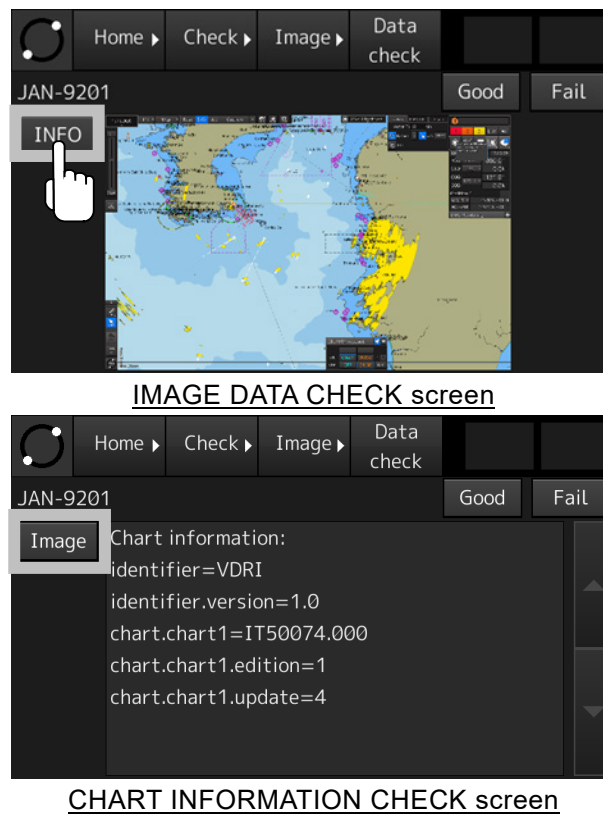 Home Check Image Data check
JAN-9201 Good Fail
INFO
IMAGE DATA CHECK screen
Home Check Image Data check
JAN-9201 Good Fail
Image Chart information:
identifier=VDRI
identifier.version=1.0
chart.chart1=IT50074.000
chart.chart1.edition=1
chart.chart1.update=4
CHART INFORMATION CHECK screen